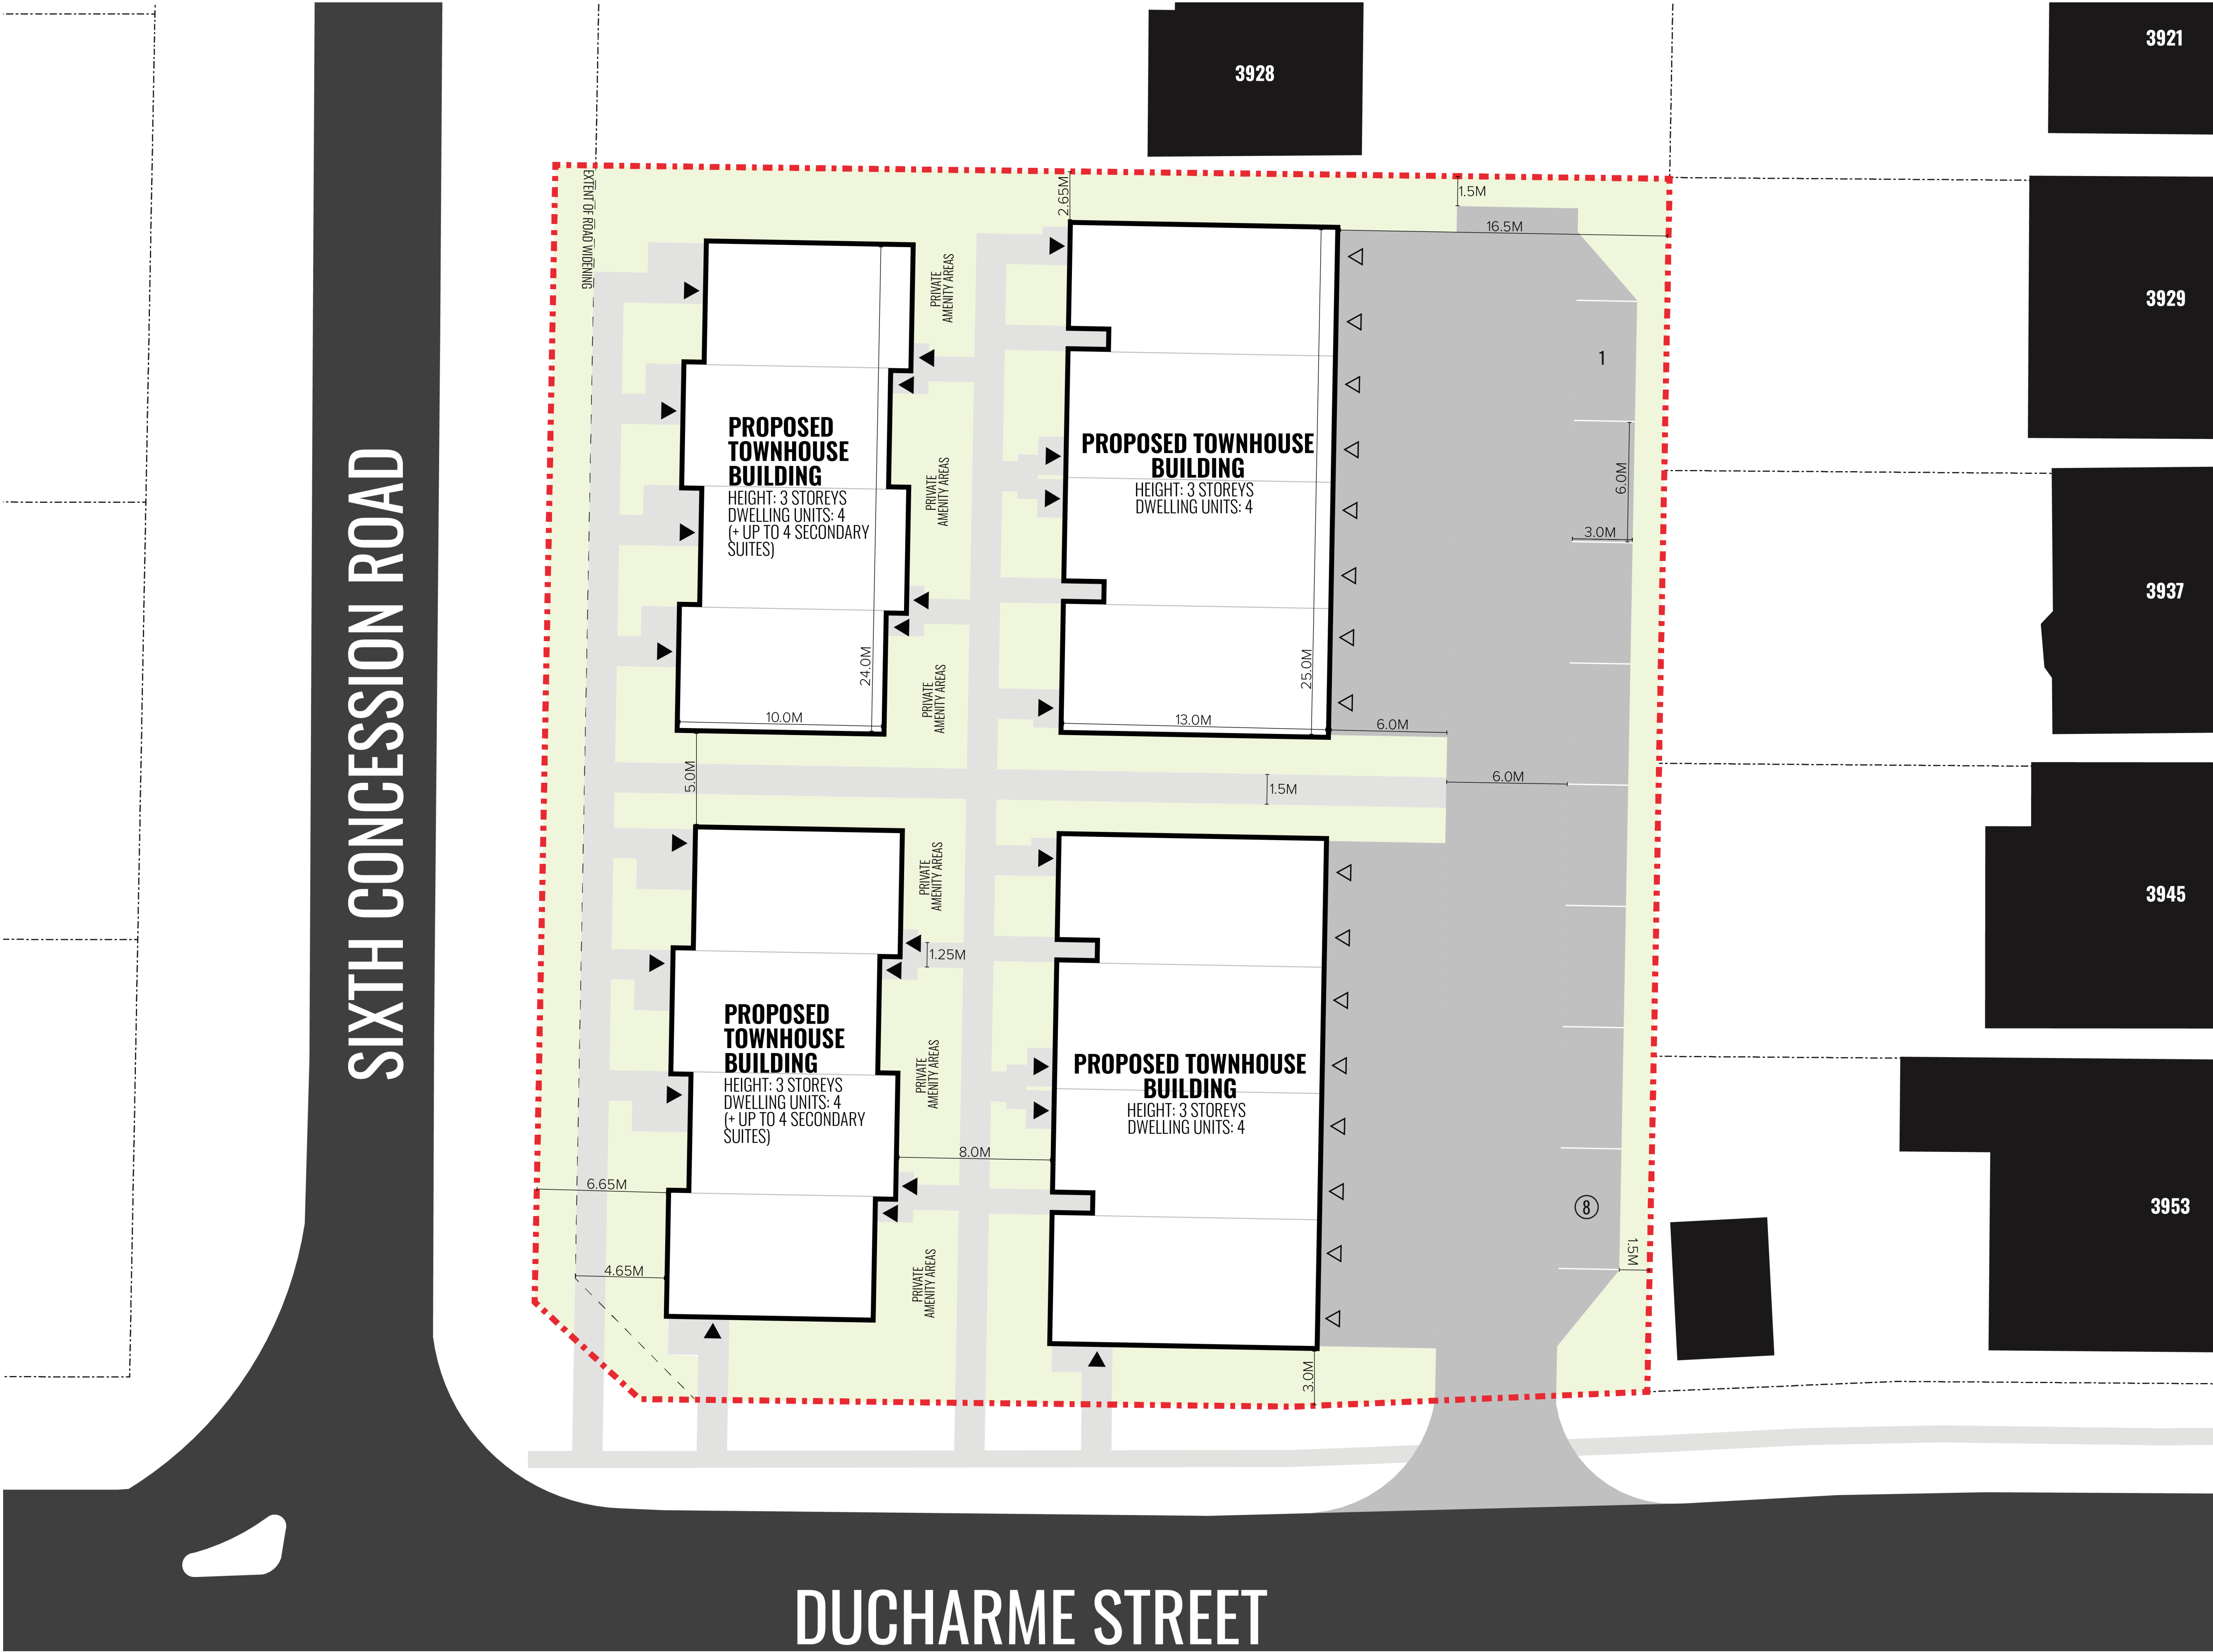 3928
3921
3929
3937
3945
3953
EXTENT OF ROAD WIDENING
2.65M
1.5M
16.5M
PRIVATE
AMENITY AREAS
1
PROPOSED
TOWNHOUSE
BUILDING
HEIGHT: 3 STOREYS
DWELLING UNITS: 4
(+ UP TO 4 SECONDARY
SUITES)
PRIVATE
AMENITY AREAS
PROPOSED TOWNHOUSE
BUILDING
HEIGHT: 3 STOREYS
DWELLING UNITS: 4
6.0M
3.0M
SIXTH CONCESSION ROAD
24.0M
10.0M
PRIVATE
AMENITY AREAS
25.0M
13.0M
6.0M
5.0M
1.5M
6.0M
PRIVATE
AMENITY AREAS
1.25M
PROPOSED
TOWNHOUSE
BUILDING
HEIGHT: 3 STOREYS
DWELLING UNITS: 4
(+ UP TO 4 SECONDARY
SUITES)
PRIVATE
AMENITY AREAS
PROPOSED TOWNHOUSE
BUILDING
HEIGHT: 3 STOREYS
DWELLING UNITS: 4
8.0M
6.65M
8
4.65M
PRIVATE
AMENITY AREAS
1.5M
3.0M
DUCHARME STREET